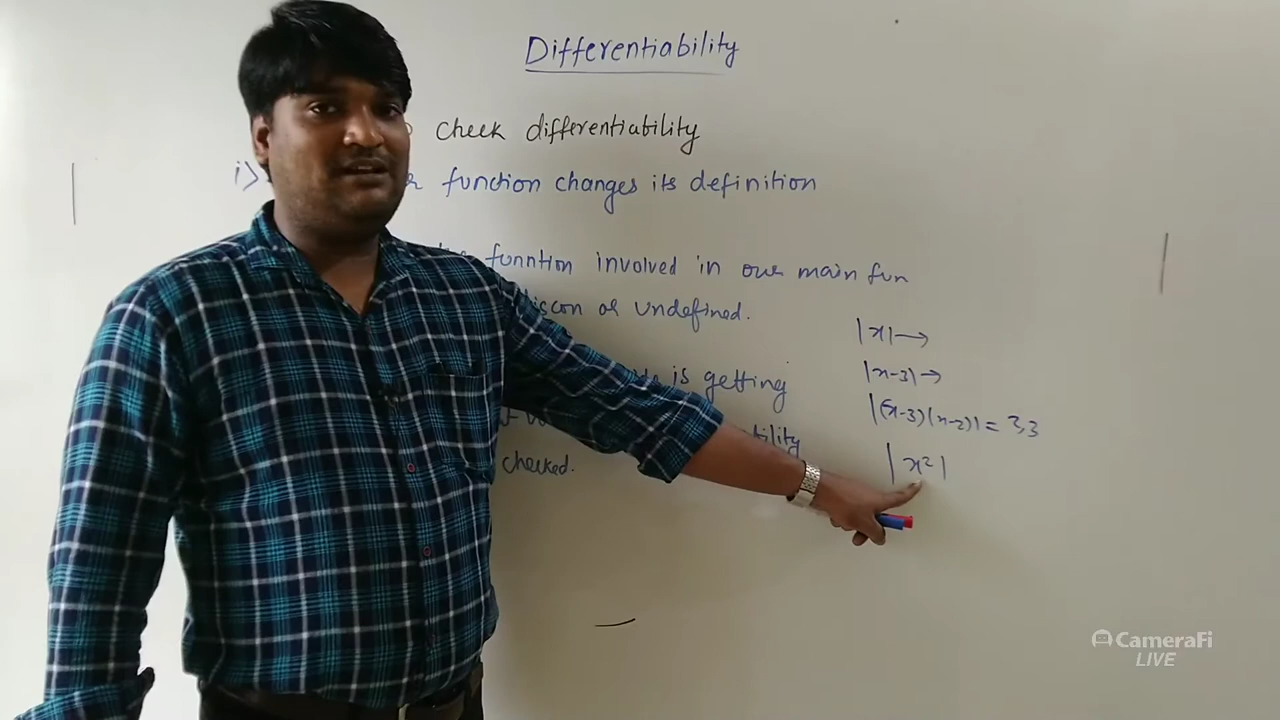 Differentiability
check differentiability
i) function changes its definition
funntion involved in our main fun
discon or undefined.
|x| →
is getting
|x-3| →
|(x-3)(x-2)| = 3,3
checked.
|x²|
CameraFi
LIVE